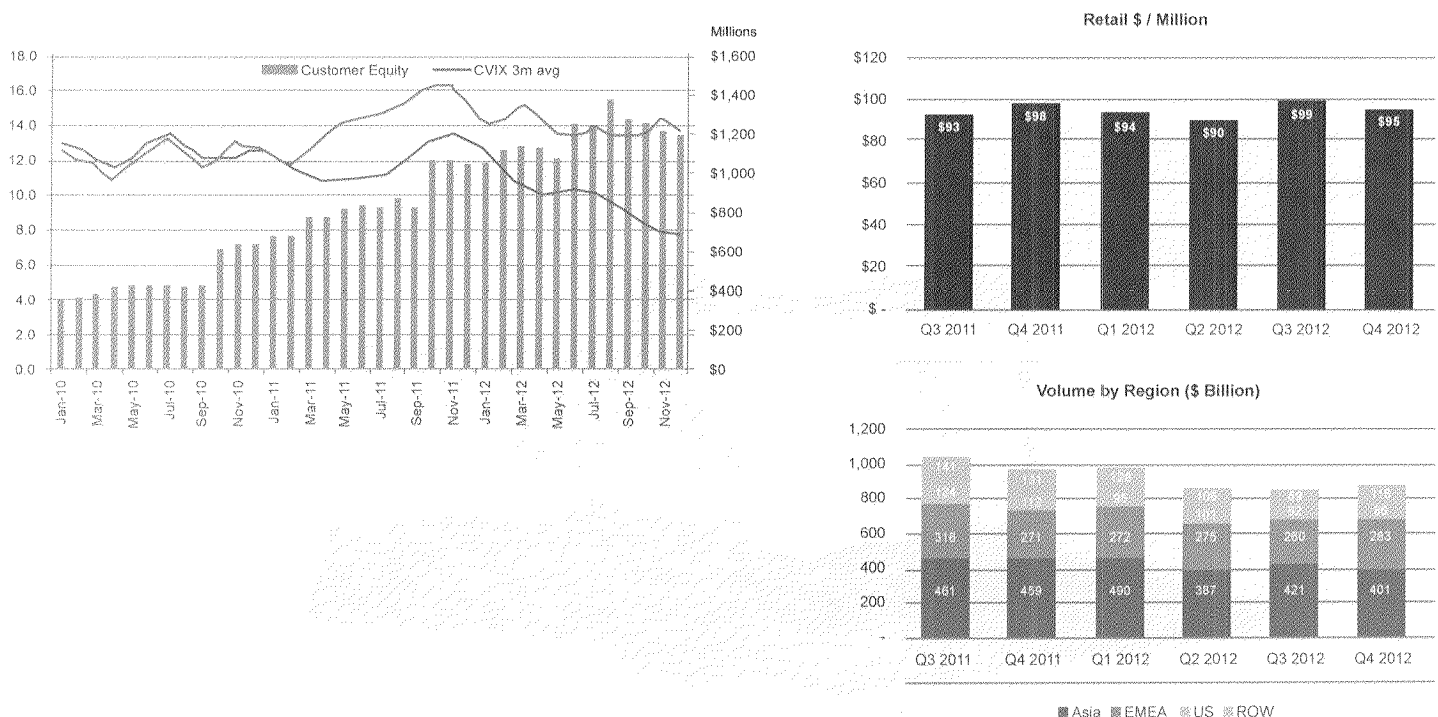 Millions
18.0
16.0
14.0
12.0
10.0
8.0
6.0
4.0
2.0
0.0
Customer Equity
CVIX 3m avg
$1,600
$1,400
$1,200
$1,000
$800
$600
$400
$200
$0
Jan-10
Mar-10
May-10
Jul-10
Sep-10
Nov-10
Jan-11
Mar-11
May-11
Jul-11
Sep-11
Nov-11
Jan-12
Mar-12
May-12
Jul-12
Sep-12
Nov-12
Retail $ / Million
$120
$100
$80
$60
$40
$20
$ -
$93
$98
$94
$90
$99
$95
Q3 2011
Q4 2011
Q1 2012
Q2 2012
Q3 2012
Q4 2012
Volume by Region ($ Billion)
1,200
1,000
800
600
400
200
-
271
272
275
260
283
461
459
490
387
421
401
Q3 2011
Q4 2011
Q1 2012
Q2 2012
Q3 2012
Q4 2012
Asia
EMEA
US
ROW